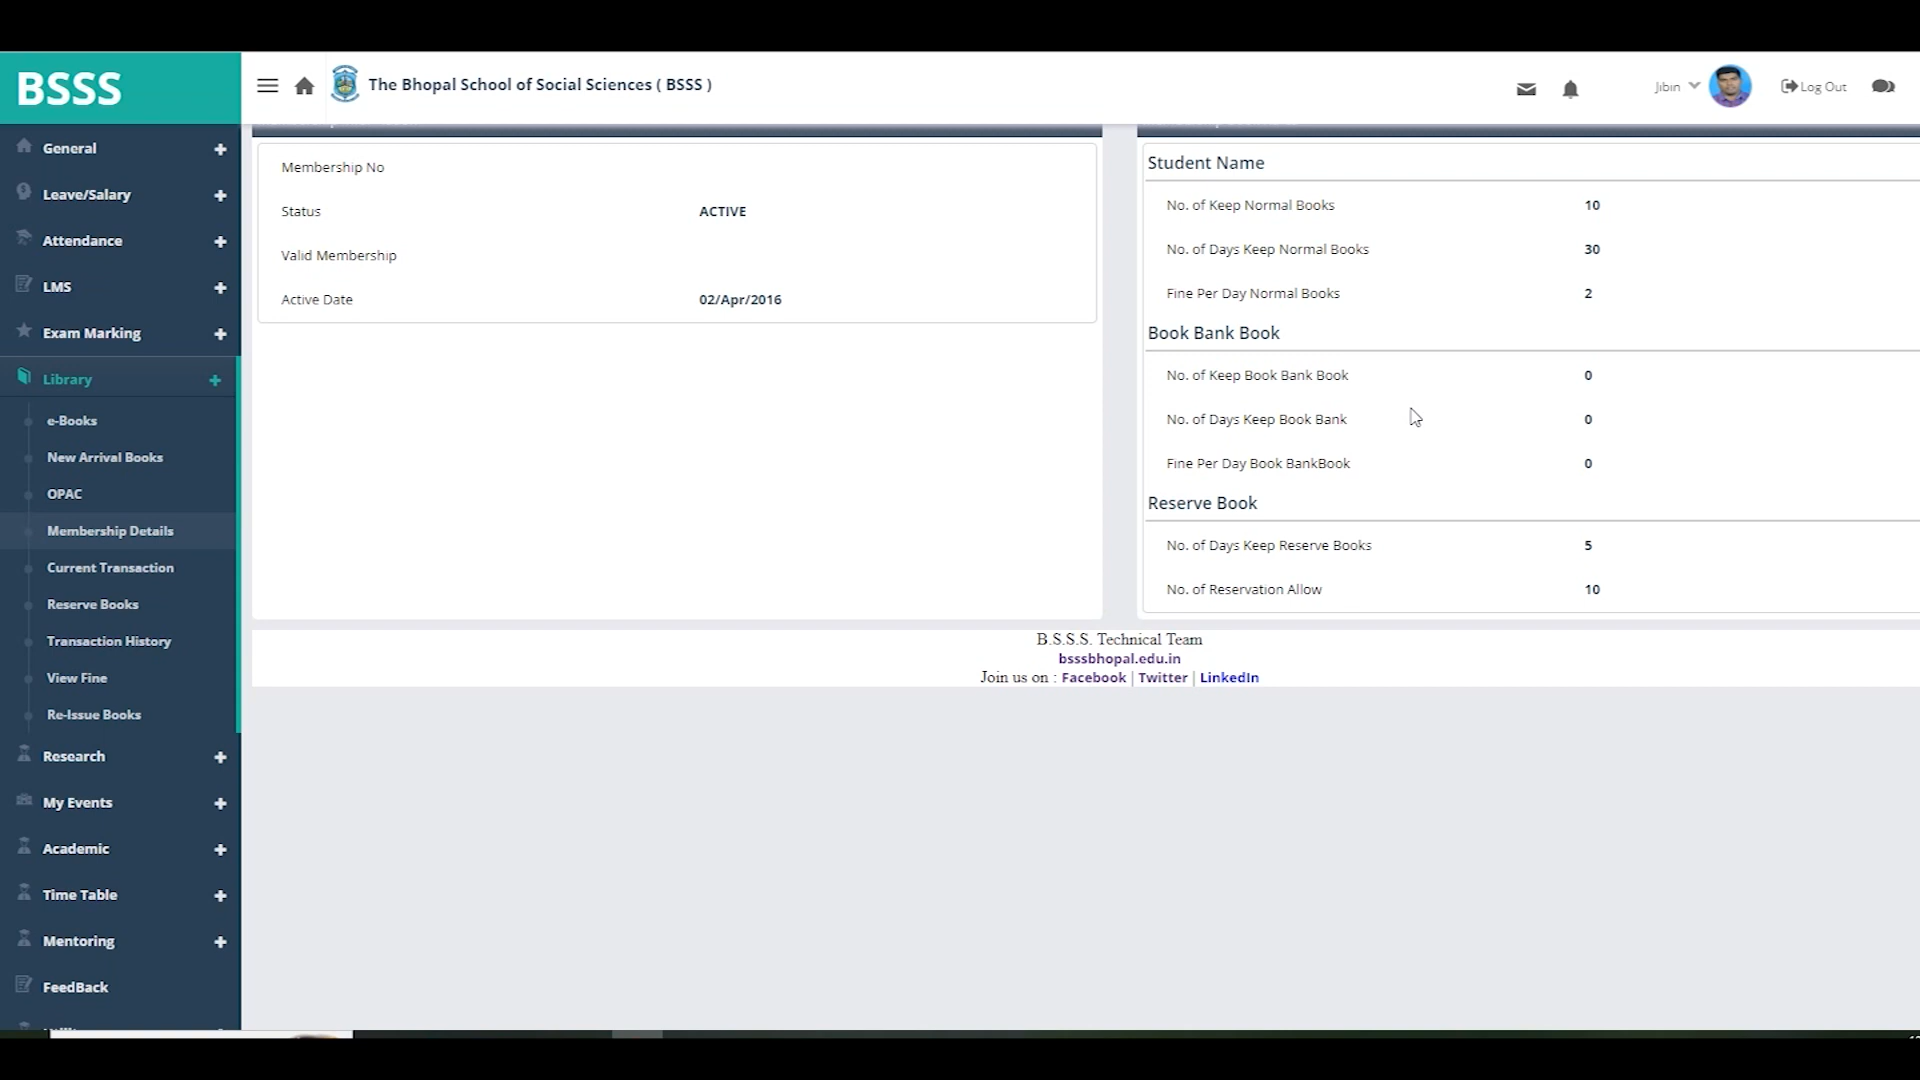 BSSS
The Bhopal School of Social Sciences ( BSSS )
Jibin
Log Out
General
Leave/Salary
Attendance
LMS
Exam Marking
Library
e-Books
New Arrival Books
OPAC
Membership Details
Current Transaction
Reserve Books
Transaction History
View Fine
Re-Issue Books
Research
My Events
Academic
Time Table
Mentoring
FeedBack
Membership No
Status ACTIVE
Valid Membership
Active Date 02/Apr/2016
Student Name
No. of Keep Normal Books 10
No. of Days Keep Normal Books 30
Fine Per Day Normal Books 2
Book Bank Book
No. of Keep Book Bank Book 0
No. of Days Keep Book Bank 0
Fine Per Day Book BankBook 0
Reserve Book
No. of Days Keep Reserve Books 5
No. of Reservation Allow 10
B.S.S.S. Technical Team
bsssbhopal.edu.in
Join us on : Facebook | Twitter | LinkedIn